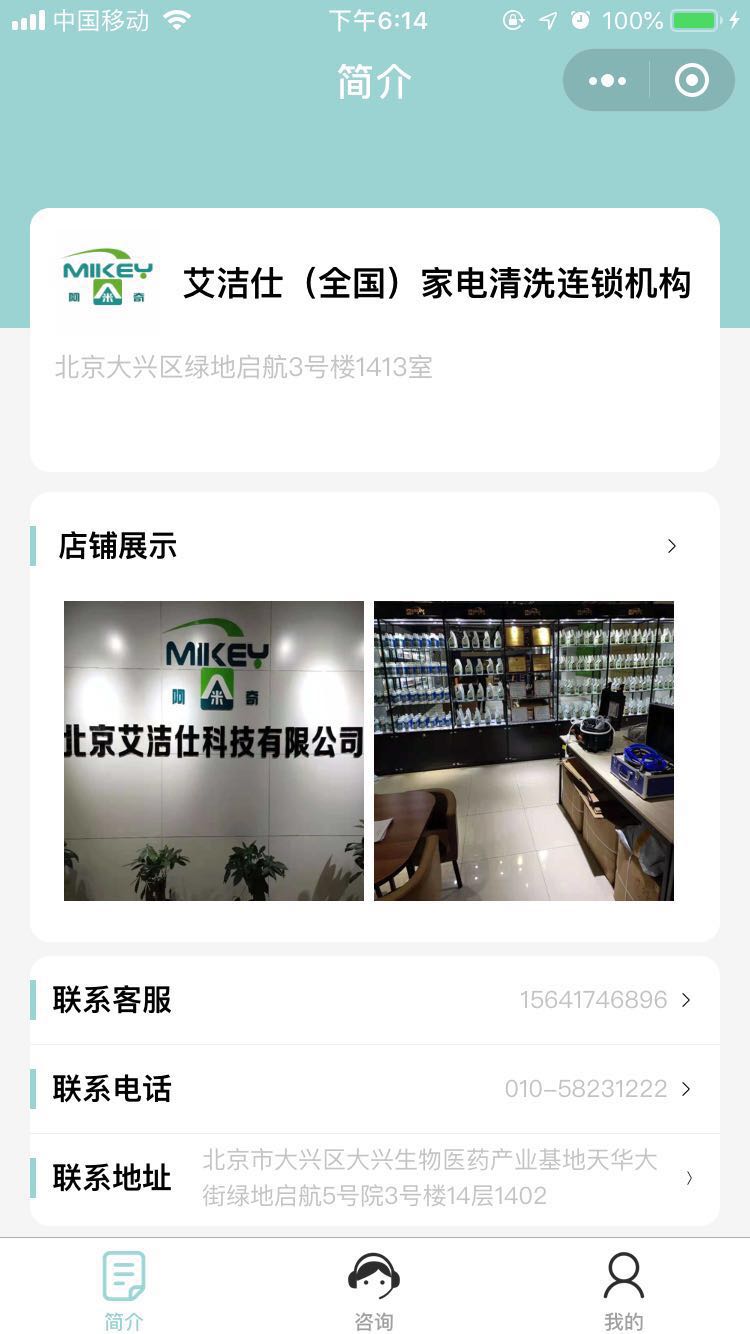 中国移动
下午6:14
100%
简介
MIKEY
阿米奇
艾洁仕（全国）家电清洗连锁机构
北京大兴区绿地启航3号楼1413室
店铺展示
MIKEY
阿米奇
北京艾洁仕科技有限公司
联系客服
15641746896
联系电话
010-58231222
联系地址
北京市大兴区大兴生物医药产业基地天华大
街绿地启航5号院3号楼14层1402
简介
咨询
我的